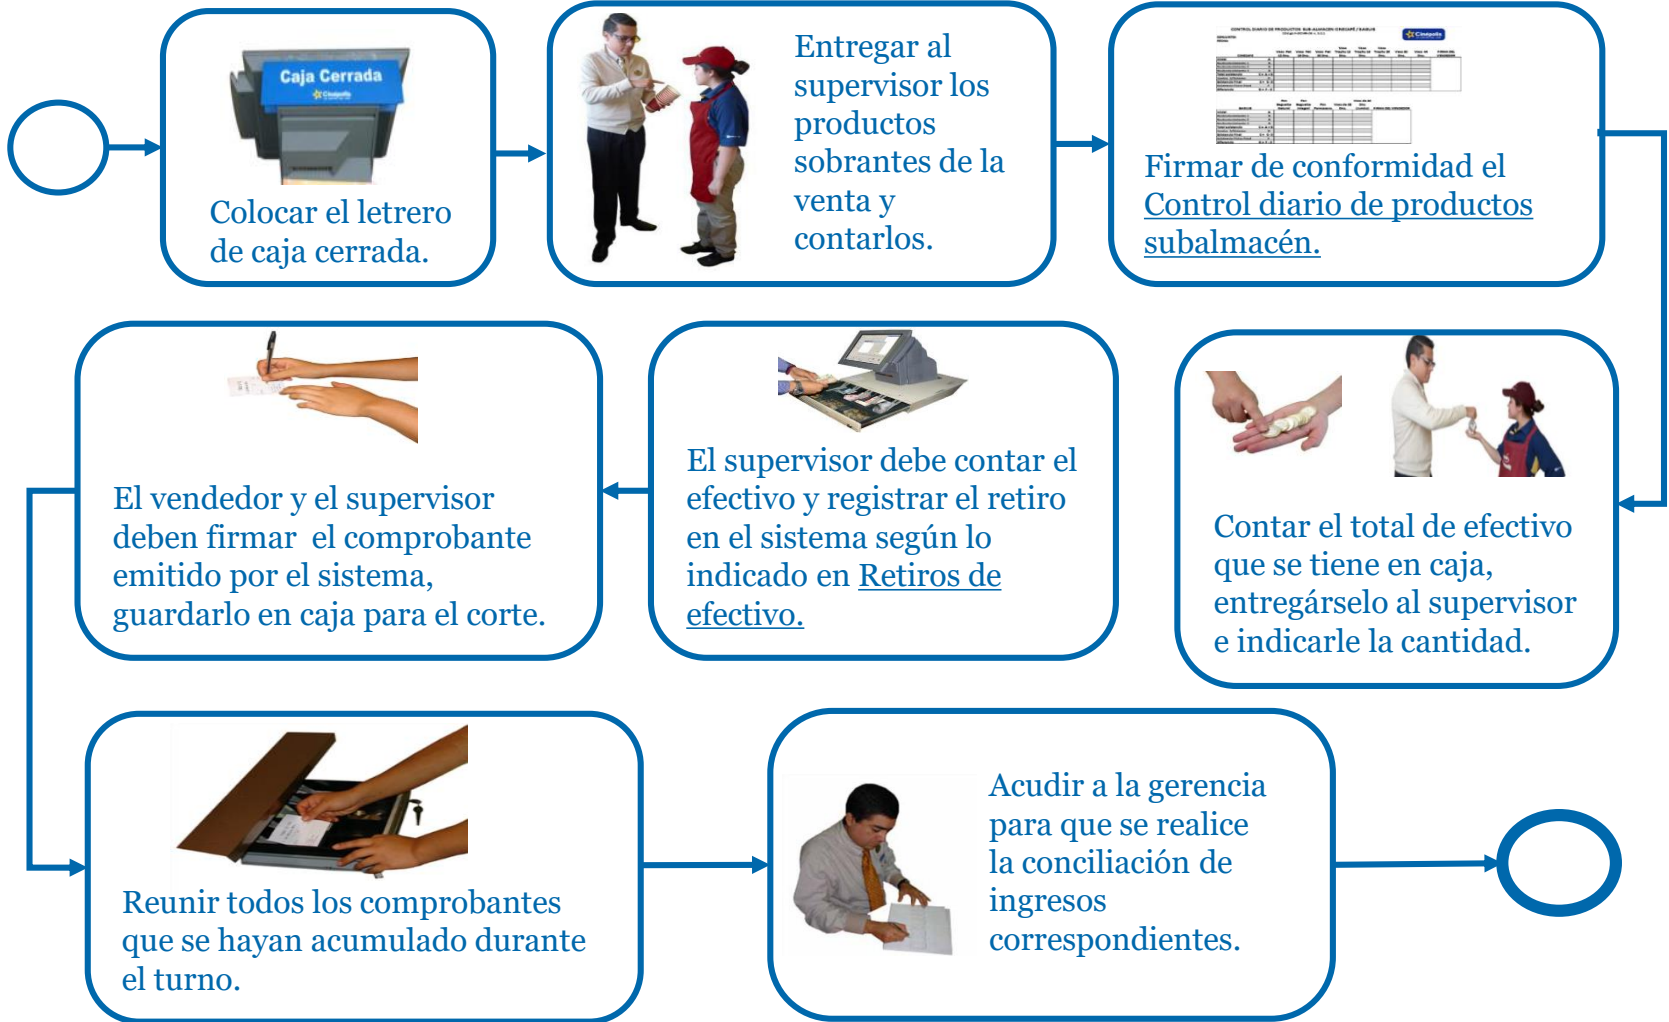 Caja Cerrada
Cinépolis
Colocar el letrero
de caja cerrada.
Entregar al
supervisor los
productos
sobrantes de la
venta y
contarlos.
Cinépolis
Firmar de conformidad el
Control diario de productos
subalmacén.
Contar el total de efectivo
que se tiene en caja,
entregárselo al supervisor
e indicarle la cantidad.
El supervisor debe contar el
efectivo y registrar el retiro
en el sistema según lo
indicado en Retiros de
efectivo.
El vendedor y el supervisor
deben firmar el comprobante
emitido por el sistema,
guardarlo en caja para el corte.
Reunir todos los comprobantes
que se hayan acumulado durante
el turno.
Acudir a la gerencia
para que se realice
la conciliación de
ingresos
correspondientes.